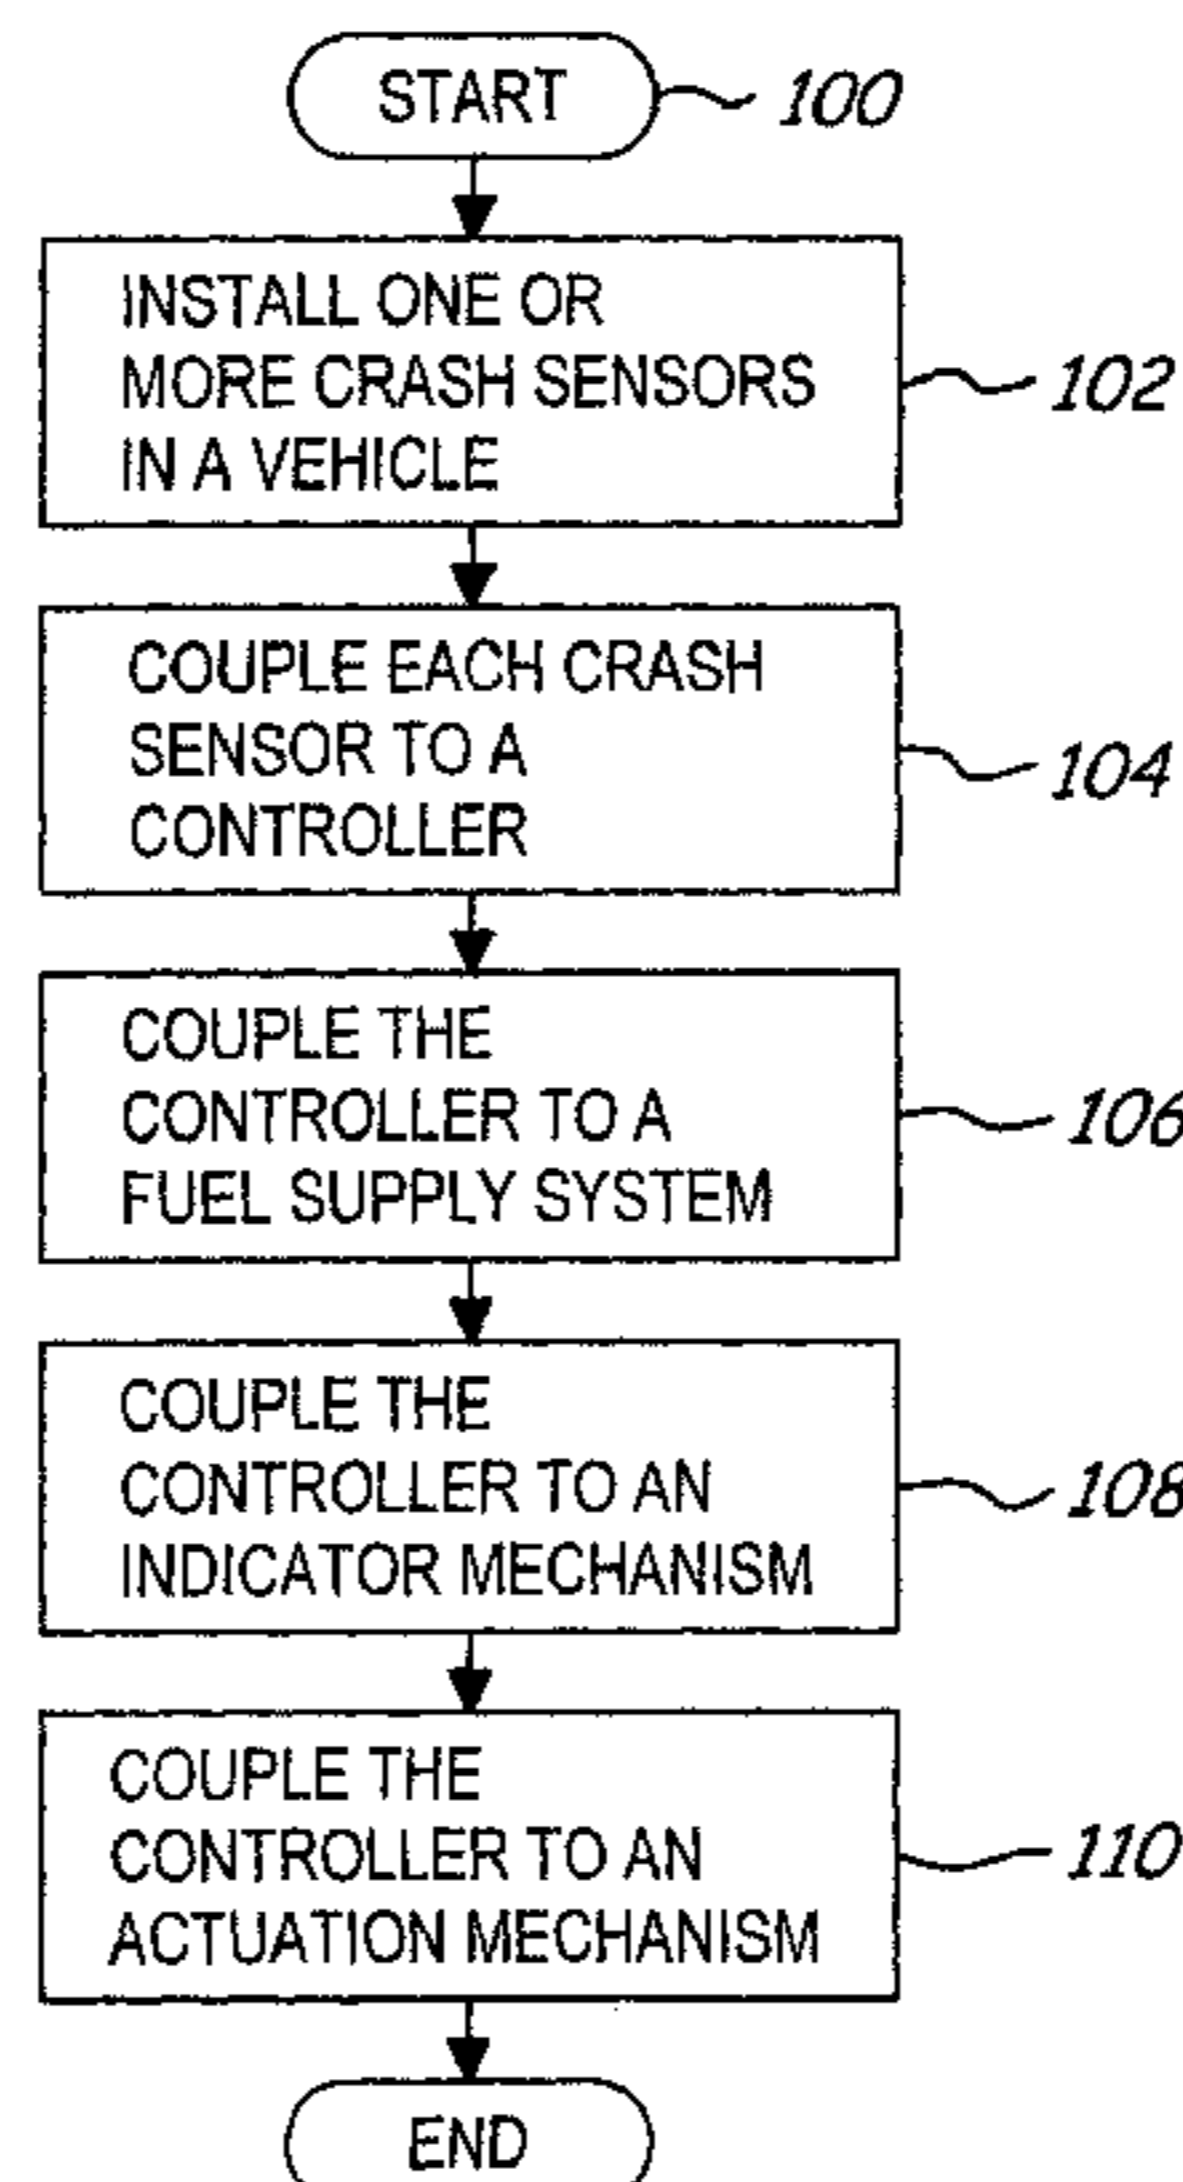 START
100
INSTALL ONE OR
MORE CRASH SENSORS
IN A VEHICLE
102
COUPLE EACH CRASH
SENSOR TO A
CONTROLLER
104
COUPLE THE
CONTROLLER TO A
FUEL SUPPLY SYSTEM
106
COUPLE THE
CONTROLLER TO AN
INDICATOR MECHANISM
108
COUPLE THE
CONTROLLER TO AN
ACTUATION MECHANISM
110
END